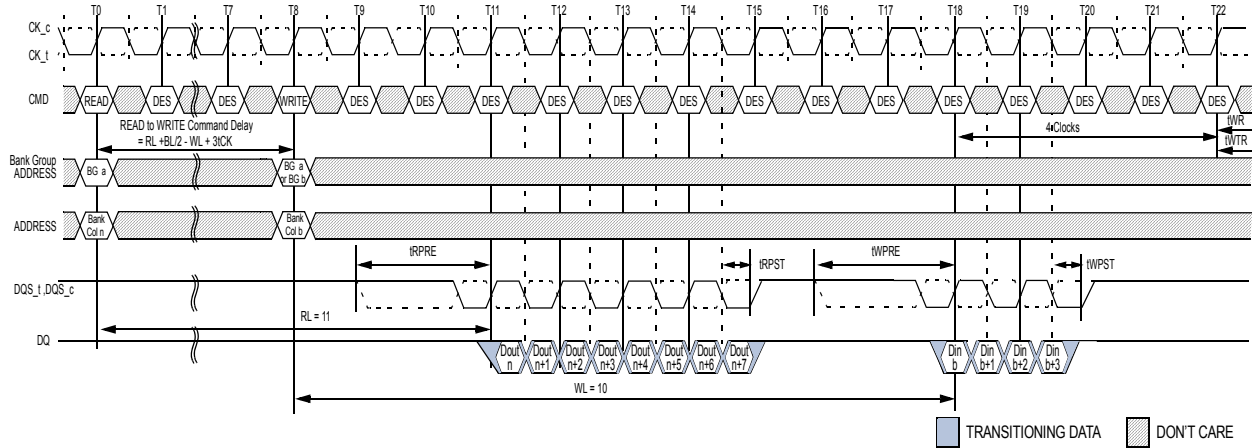 T0 T1 T7 T8 T9 T10 T11 T12 T13 T14 T15 T16 T17 T18 T19 T20 T21 T22
CK_c
CK_t
CMD READ DES DES WRITE DES DES DES DES DES DES DES DES DES DES DES DES DES DES
READ to WRITE Command Delay
= RL +BL/2 - WL + 3tCK
4 Clocks
tWR
tWTR
Bank Group
ADDRESS
BG a
BG a
or BG b
ADDRESS
Bank
Col n
Bank
Col b
tRPRE tRPST tWPRE tWPST
DQS_t ,DQS_c
RL = 11
DQ
Dout
n
Dout
n+1
Dout
n+2
Dout
n+3
Dout
n+4
Dout
n+5
Dout
n+6
Dout
n+7
Din
b
Din
b+1
Din
b+2
Din
b+3
WL = 10
TRANSITIONING DATA
DON'T CARE